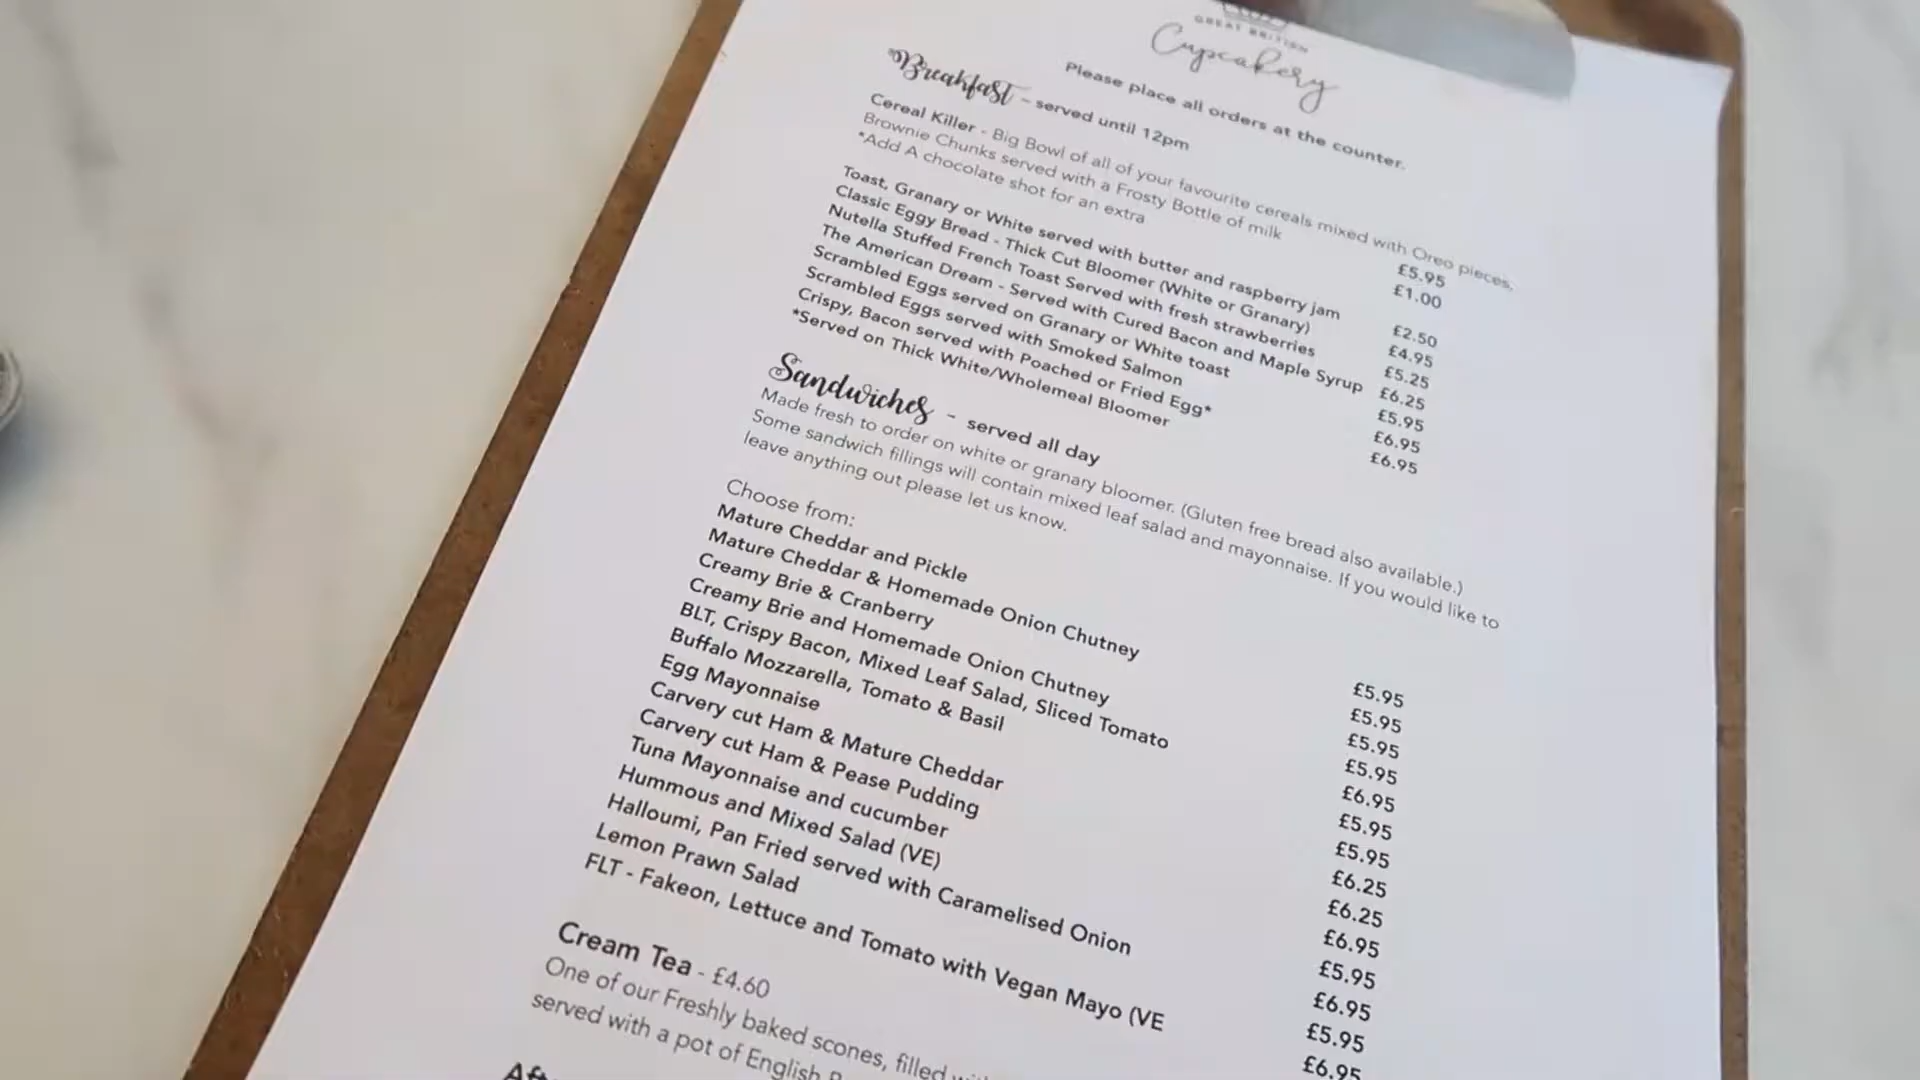 GREAT BRITISH
Cupcakery
Please place all orders at the counter.
Breakfast - served until 12pm
Cereal Killer - Big Bowl of all of your favourite cereals mixed with Oreo pieces,
Brownie Chunks served with a Frosty Bottle of milk £5.95
*Add A chocolate shot for an extra £1.00
Toast, Granary or White served with butter and raspberry jam £2.50
Classic Eggy Bread - Thick Cut Bloomer (White or Granary) £4.95
Nutella Stuffed French Toast Served with fresh strawberries £5.25
The American Dream - Served with Cured Bacon and Maple Syrup £6.25
Scrambled Eggs served on Granary or White toast £5.95
Scrambled Eggs served with Smoked Salmon £6.95
Crispy, Bacon served with Poached or Fried Egg* £6.95
*Served on Thick White/Wholemeal Bloomer
Sandwiches - served all day
Made fresh to order on white or granary bloomer. (Gluten free bread also available.)
Some sandwich fillings will contain mixed leaf salad and mayonnaise. If you would like to
leave anything out please let us know.
Choose from:
Mature Cheddar and Pickle £5.95
Mature Cheddar & Homemade Onion Chutney £5.95
Creamy Brie & Cranberry £5.95
Creamy Brie and Homemade Onion Chutney £5.95
BLT, Crispy Bacon, Mixed Leaf Salad, Sliced Tomato £6.95
Buffalo Mozzarella, Tomato & Basil £5.95
Egg Mayonnaise £5.95
Carvery cut Ham & Mature Cheddar £6.25
Carvery cut Ham & Pease Pudding £6.25
Tuna Mayonnaise and cucumber £6.95
Hummous and Mixed Salad (VE) £5.95
Halloumi, Pan Fried served with Caramelised Onion £6.95
Lemon Prawn Salad £5.95
FLT - Fakeon, Lettuce and Tomato with Vegan Mayo (VE £6.95
Cream Tea - £4.60
One of our Freshly baked scones, filled
served with a pot of English